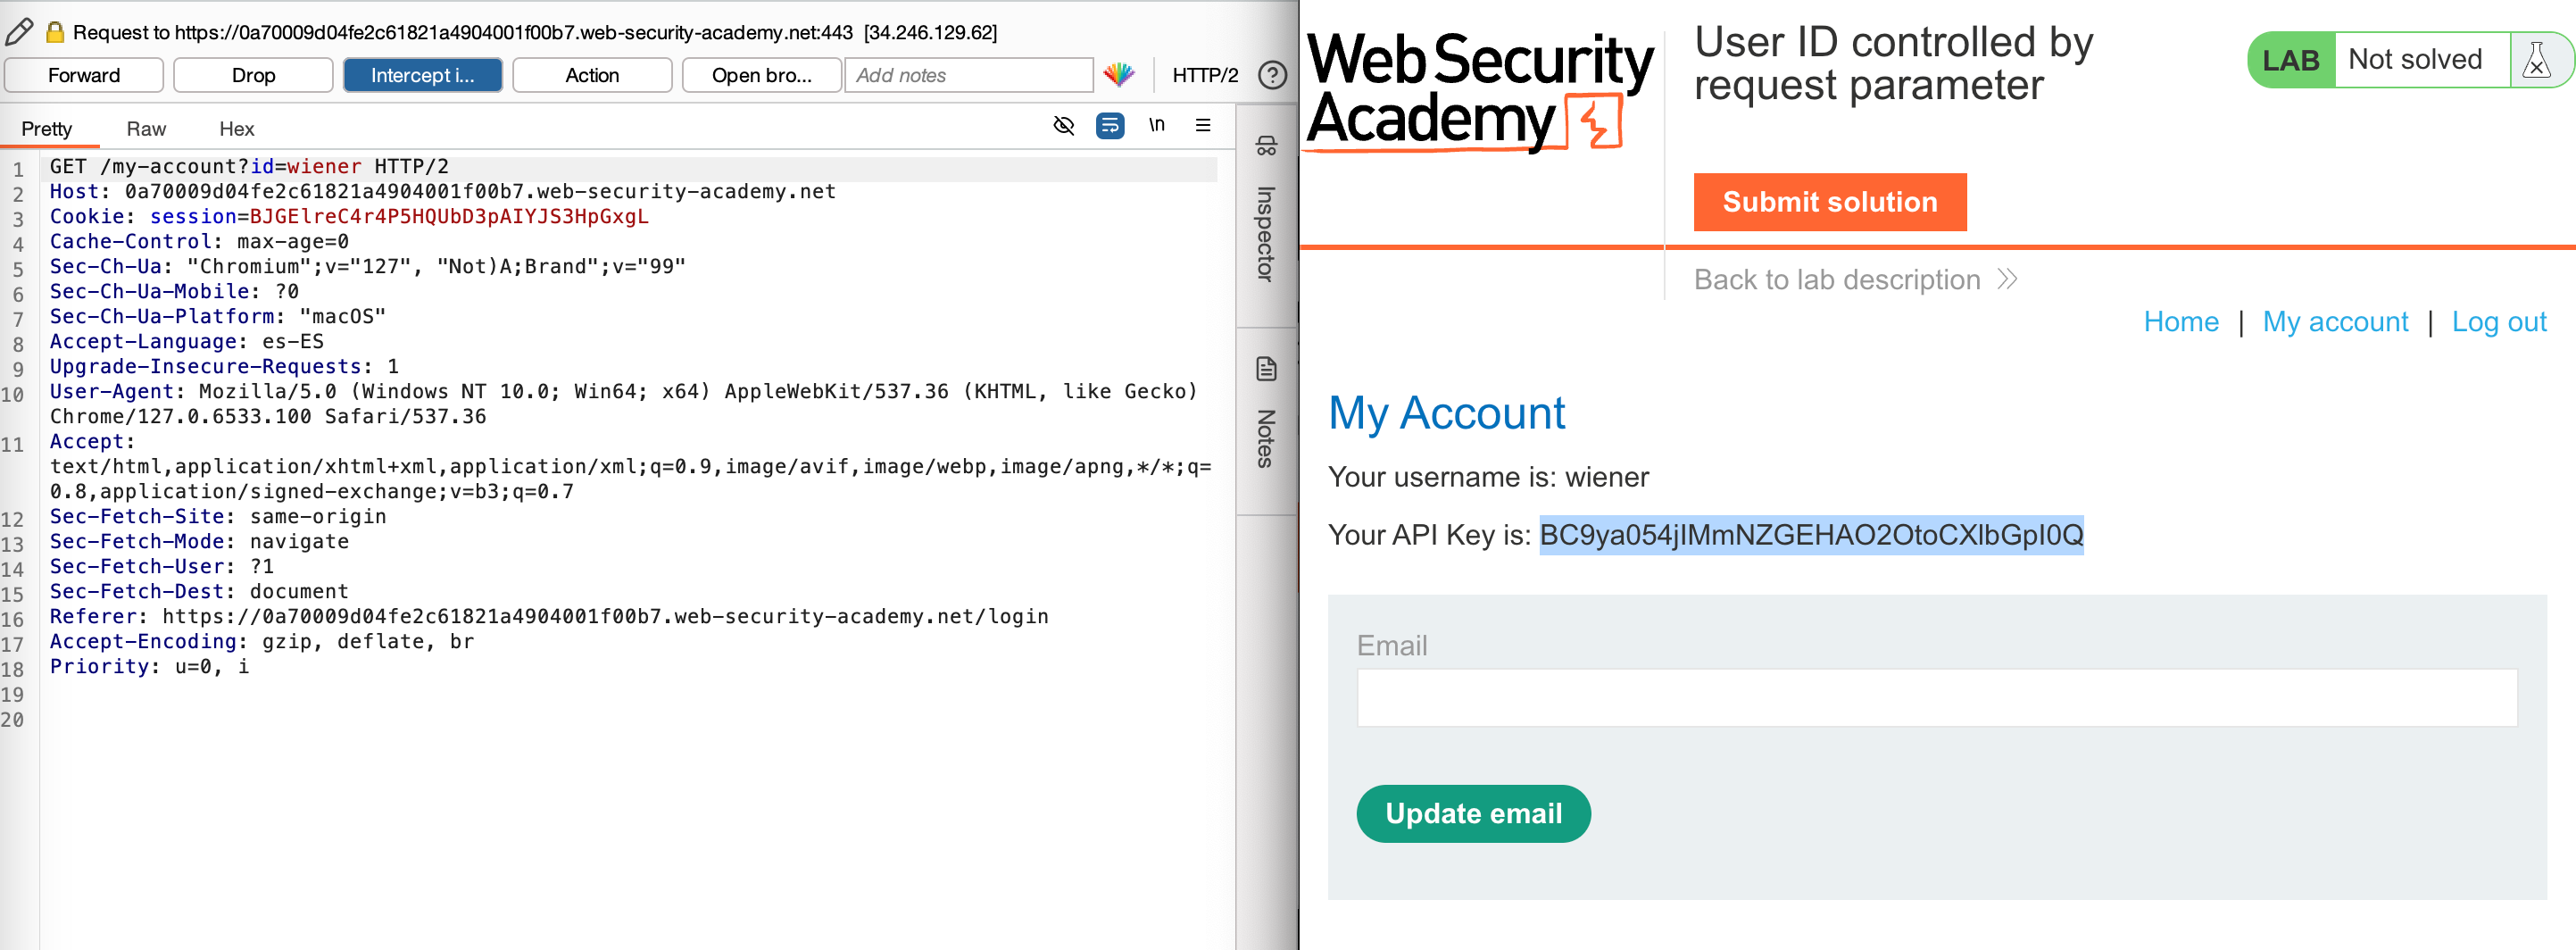 Request to https://0a70009d04fe2c61821a4904001f00b7.web-security-academy.net:443 [34.246.129.62]
Forward
Drop
Intercept i...
Action
Open bro...
Add notes
HTTP/2
?
Pretty
Raw
Hex
\n
1 GET /my-account?id=wiener HTTP/2
2 Host: 0a70009d04fe2c61821a4904001f00b7.web-security-academy.net
3 Cookie: session=BJGElreC4r4P5HQUbD3pAIYJS3HpGxgL
4 Cache-Control: max-age=0
5 Sec-Ch-Ua: "Chromium";v="127", "Not)A;Brand";v="99"
6 Sec-Ch-Ua-Mobile: ?0
7 Sec-Ch-Ua-Platform: "macOS"
8 Accept-Language: es-ES
9 Upgrade-Insecure-Requests: 1
10 User-Agent: Mozilla/5.0 (Windows NT 10.0; Win64; x64) AppleWebKit/537.36 (KHTML, like Gecko)
Chrome/127.0.6533.100 Safari/537.36
11 Accept:
text/html,application/xhtml+xml,application/xml;q=0.9,image/avif,image/webp,image/apng,*/*;q=
0.8,application/signed-exchange;v=b3;q=0.7
12 Sec-Fetch-Site: same-origin
13 Sec-Fetch-Mode: navigate
14 Sec-Fetch-User: ?1
15 Sec-Fetch-Dest: document
16 Referer: https://0a70009d04fe2c61821a4904001f00b7.web-security-academy.net/login
17 Accept-Encoding: gzip, deflate, br
18 Priority: u=0, i
19
20
Inspector
Notes
Web Security
Academy
User ID controlled by
request parameter
LAB
Not solved
Submit solution
Back to lab description
Home | My account | Log out
My Account
Your username is: wiener
Your API Key is: BC9ya054jIMmNZGEHAO2OtoCXlbGpI0Q
Email
Update email